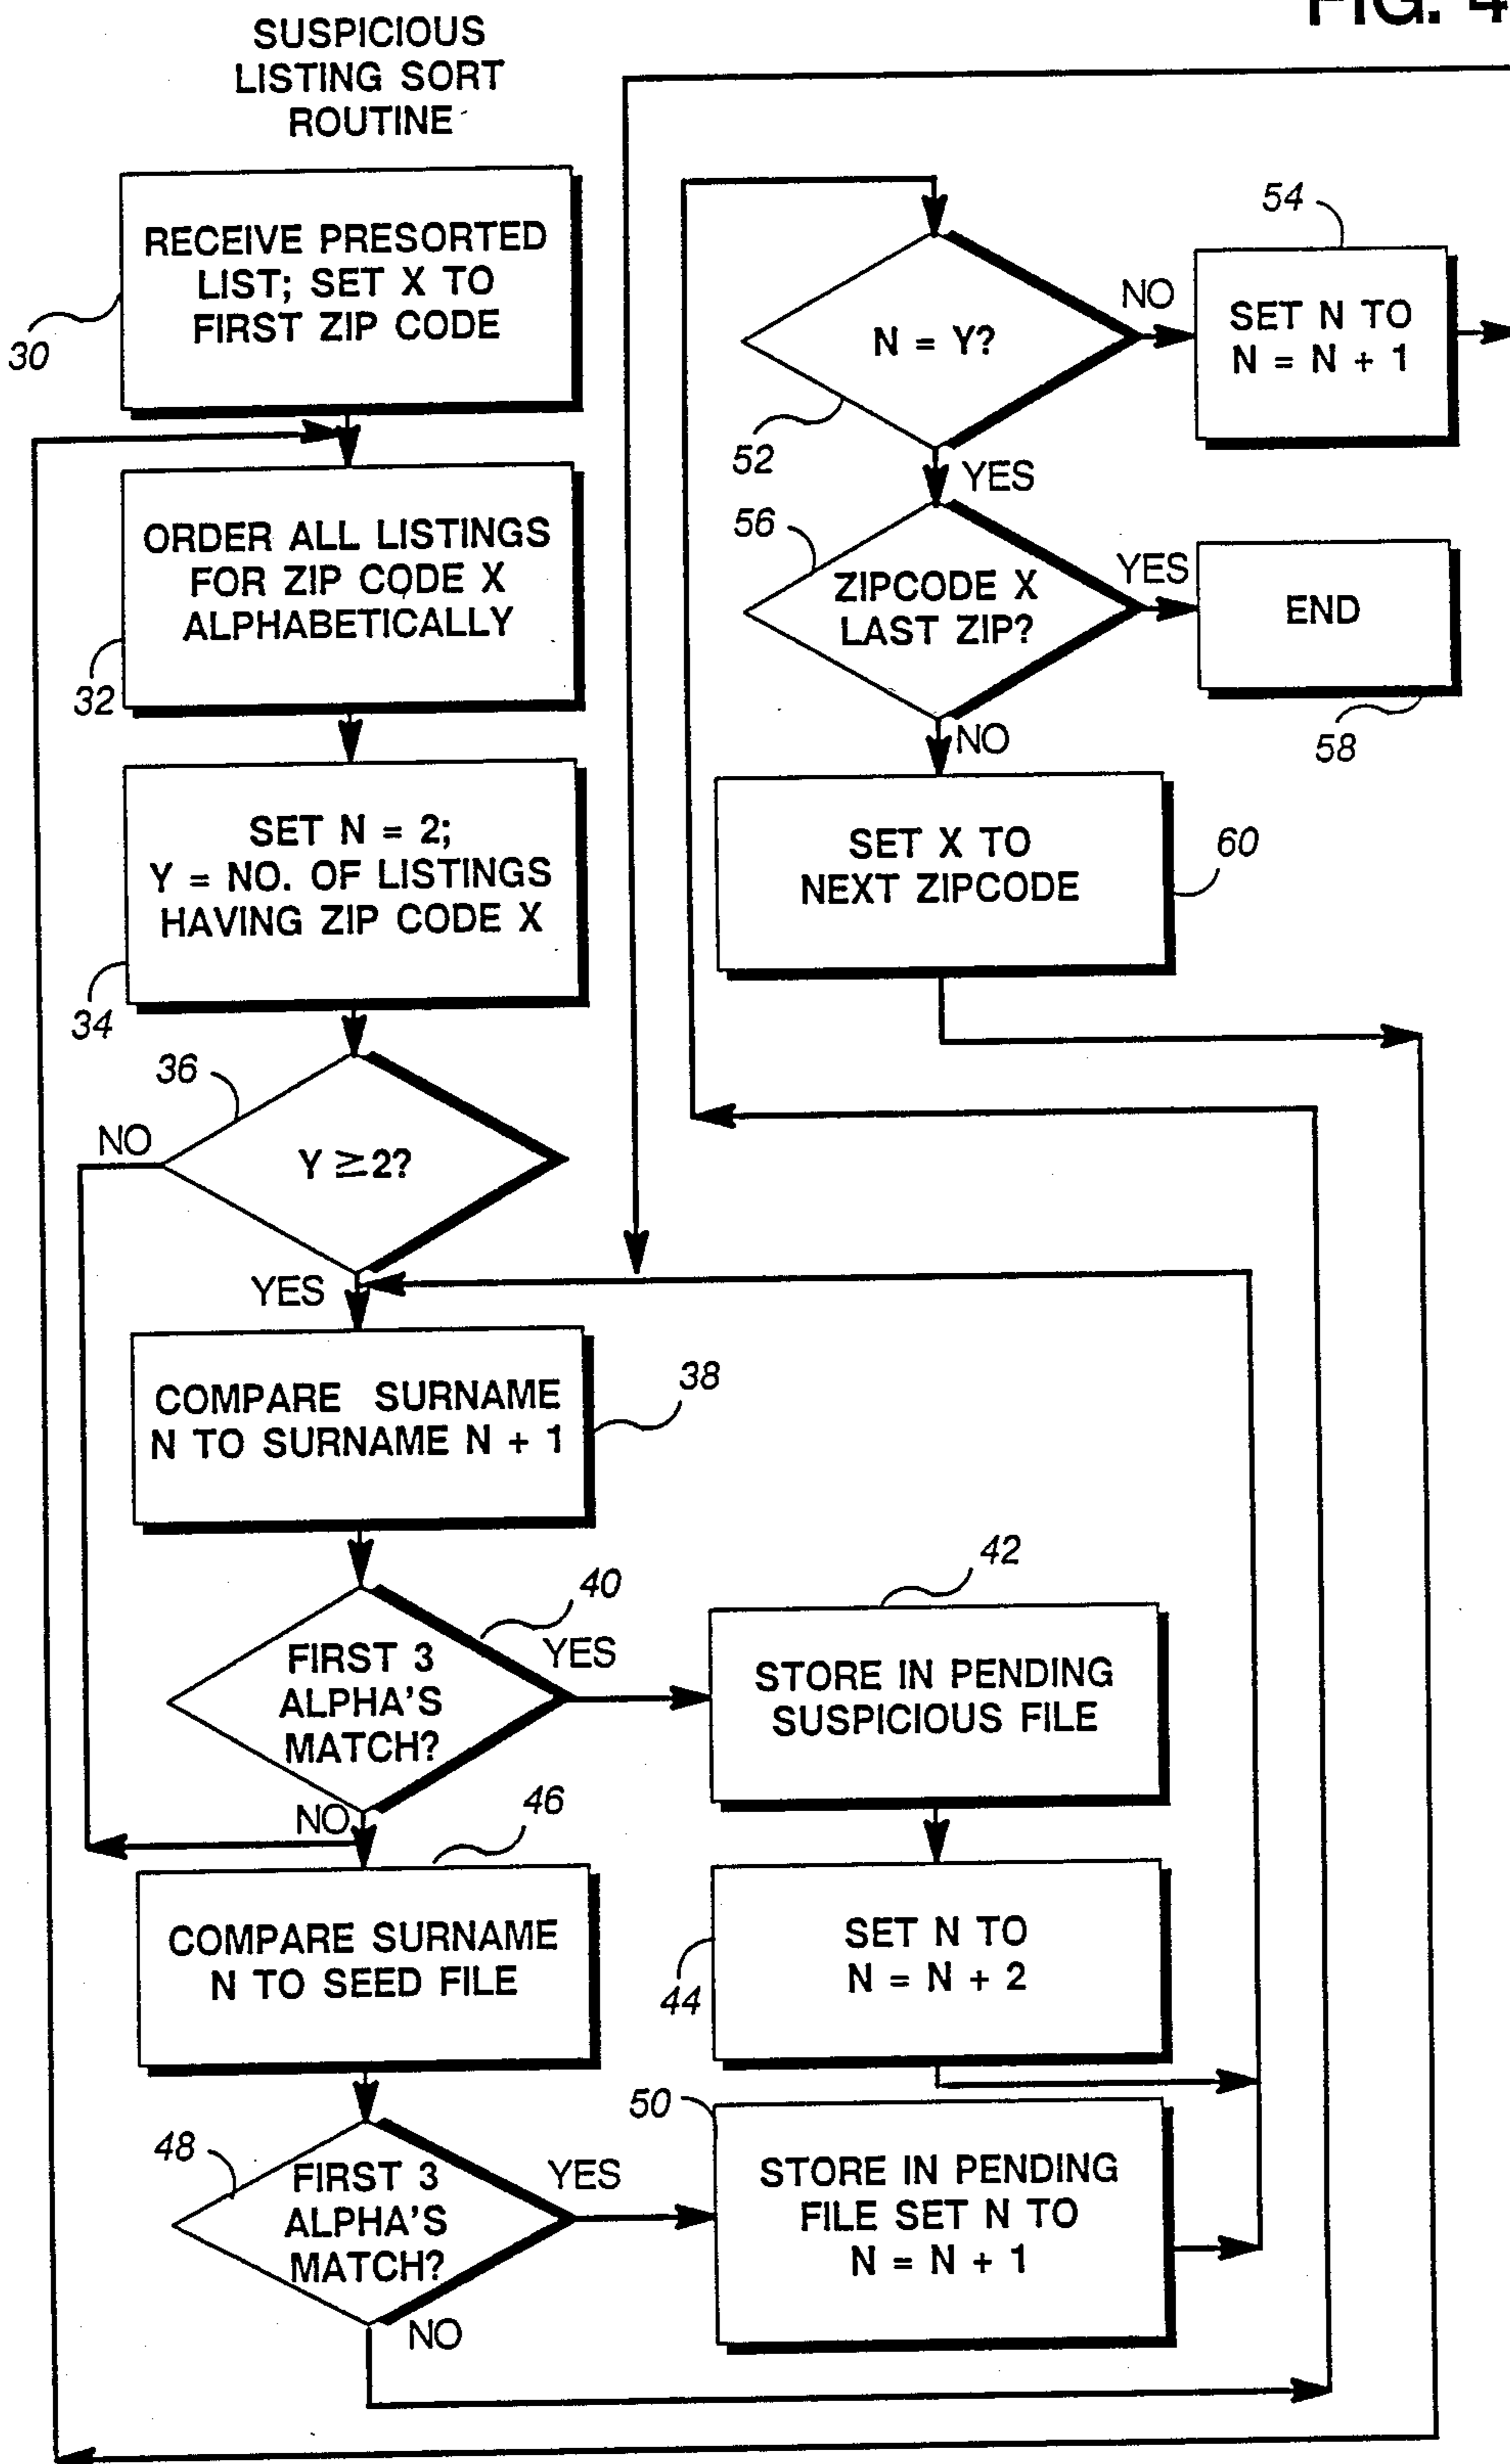 FIG. 4
SUSPICIOUS
LISTING SORT
ROUTINE
RECEIVE PRESORTED
LIST; SET X TO
FIRST ZIP CODE
30
ORDER ALL LISTINGS
FOR ZIP CODE X
ALPHABETICALLY
32
SET N = 2;
Y = NO. OF LISTINGS
HAVING ZIP CODE X
34
36
NO
Y ≥ 2?
YES
COMPARE SURNAME
N TO SURNAME N + 1
38
40
FIRST 3
ALPHA'S
MATCH?
YES
NO
42
STORE IN PENDING
SUSPICIOUS FILE
SET N TO
N = N + 2
44
46
COMPARE SURNAME
N TO SEED FILE
48
FIRST 3
ALPHA'S
MATCH?
YES
NO
50
STORE IN PENDING
FILE SET N TO
N = N + 1
N = Y?
52
NO
YES
54
SET N TO
N = N + 1
56
ZIPCODE X
LAST ZIP?
YES
NO
END
58
SET X TO
NEXT ZIPCODE
60